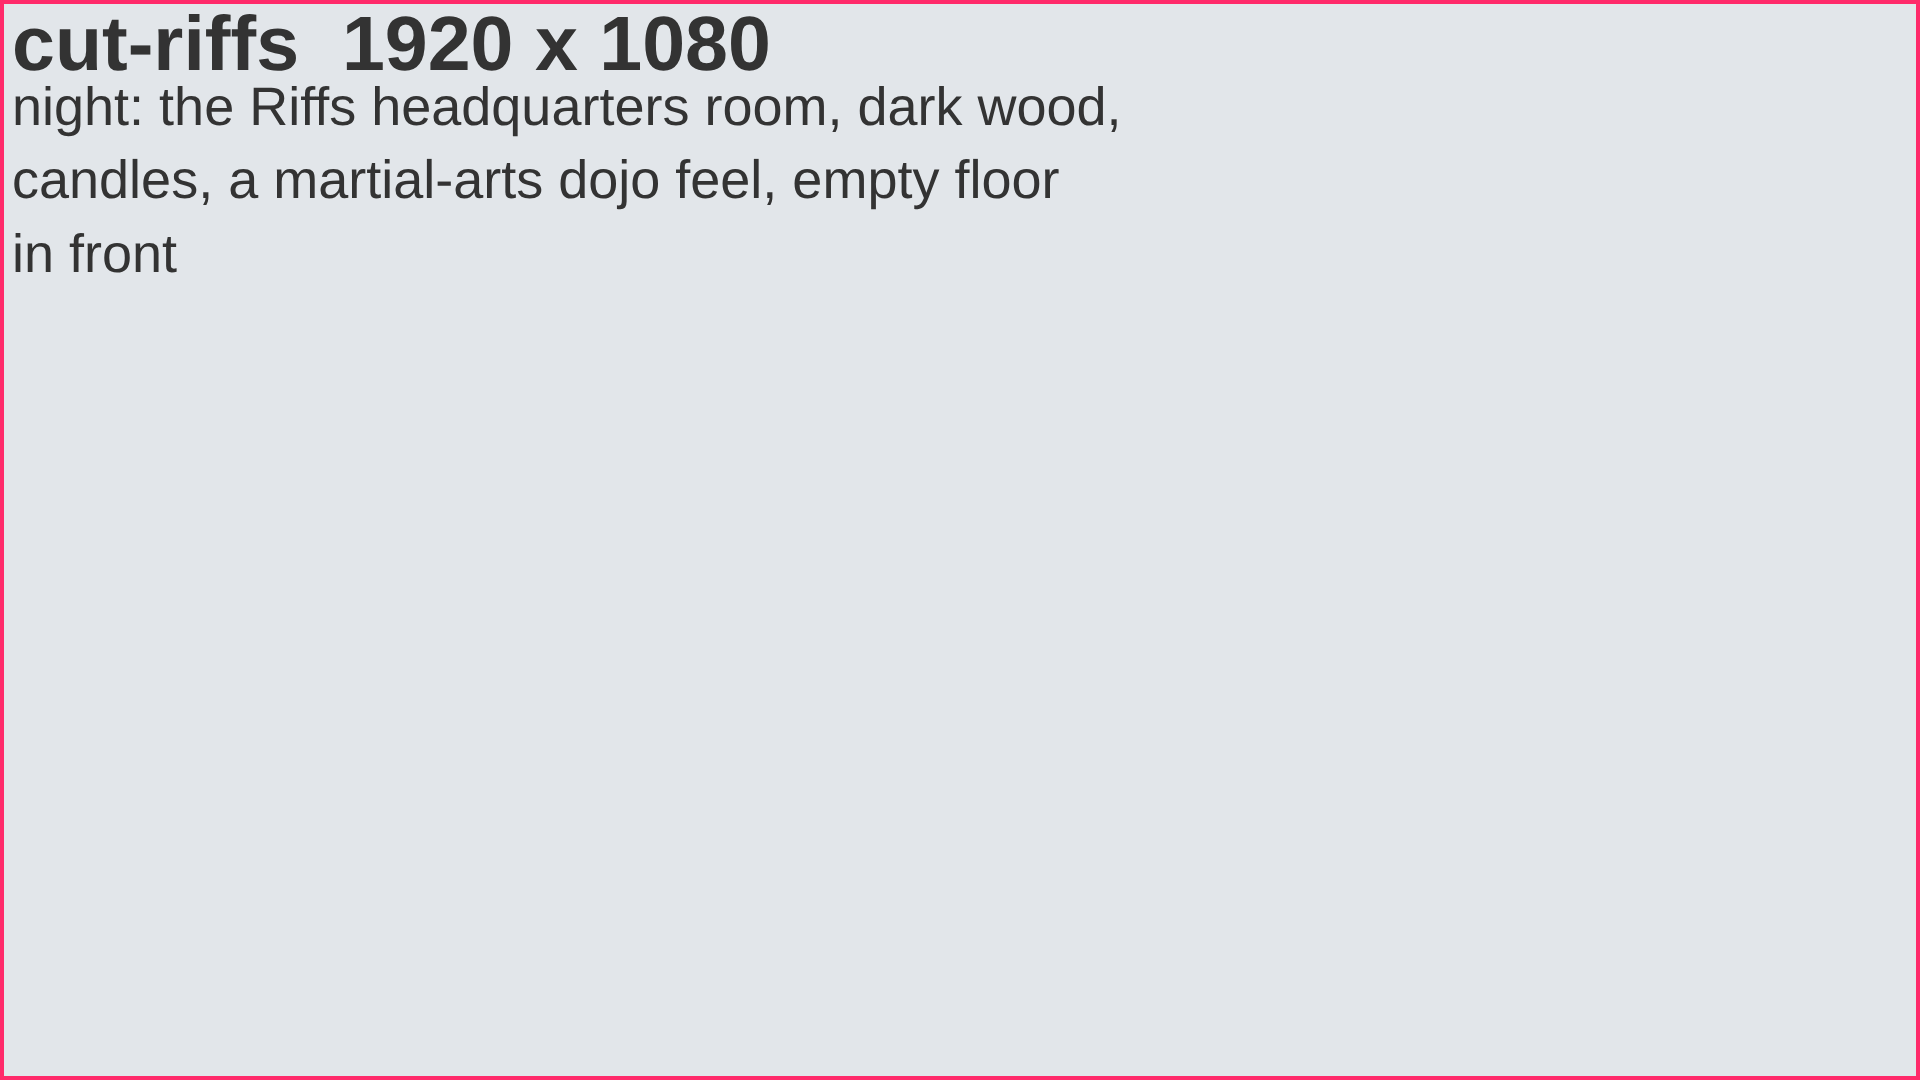 cut-riffs  1920 x 1080
night: the Riffs headquarters room, dark wood,
candles, a martial-arts dojo feel, empty floor
in front